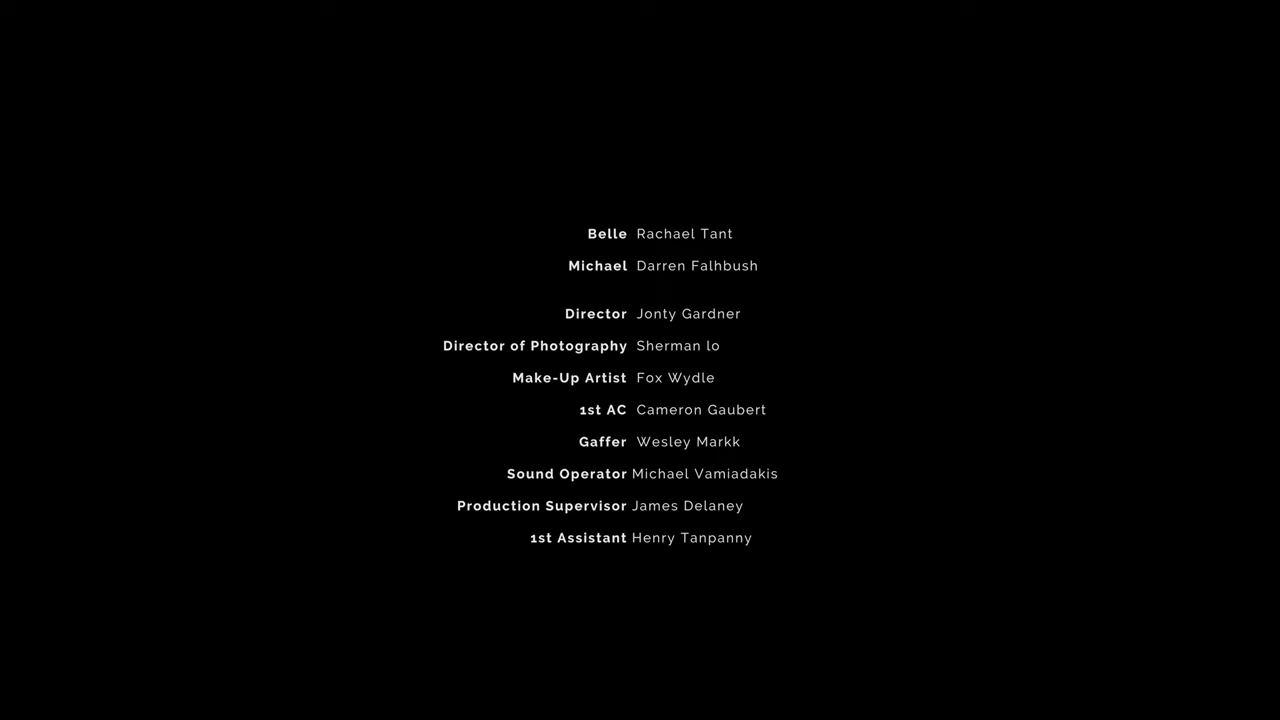 Belle Rachael Tant
Michael Darren Falhbush
Director Jonty Gardner
Director of Photography Sherman lo
Make-Up Artist Fox Wydle
1st AC Cameron Gaubert
Gaffer Wesley Markk
Sound Operator Michael Vamiadakis
Production Supervisor James Delaney
1st Assistant Henry Tanpanny